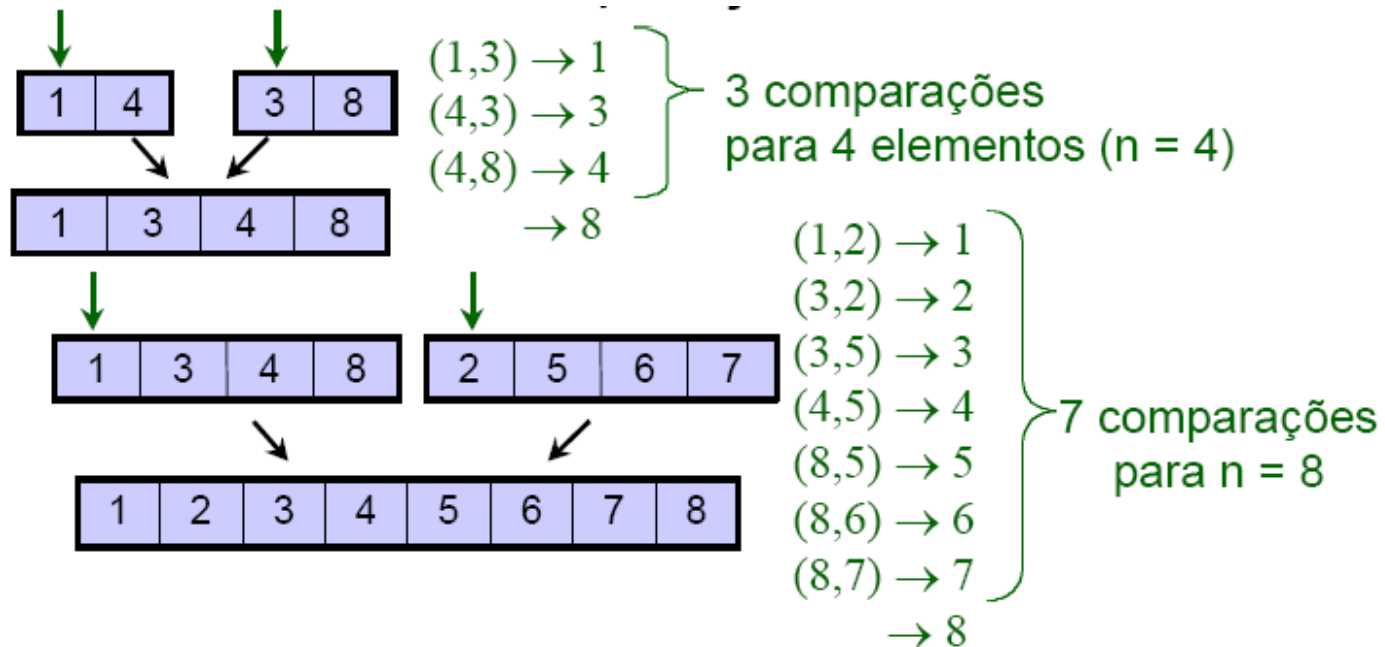 1 4 3 8
1 3 4 8
(1,3) → 1
(4,3) → 3
(4,8) → 4
→ 8
3 comparações
para 4 elementos (n = 4)
1 3 4 8 2 5 6 7
1 2 3 4 5 6 7 8
(1,2) → 1
(3,2) → 2
(3,5) → 3
(4,5) → 4
(8,5) → 5
(8,6) → 6
(8,7) → 7
→ 8
7 comparações
para n = 8